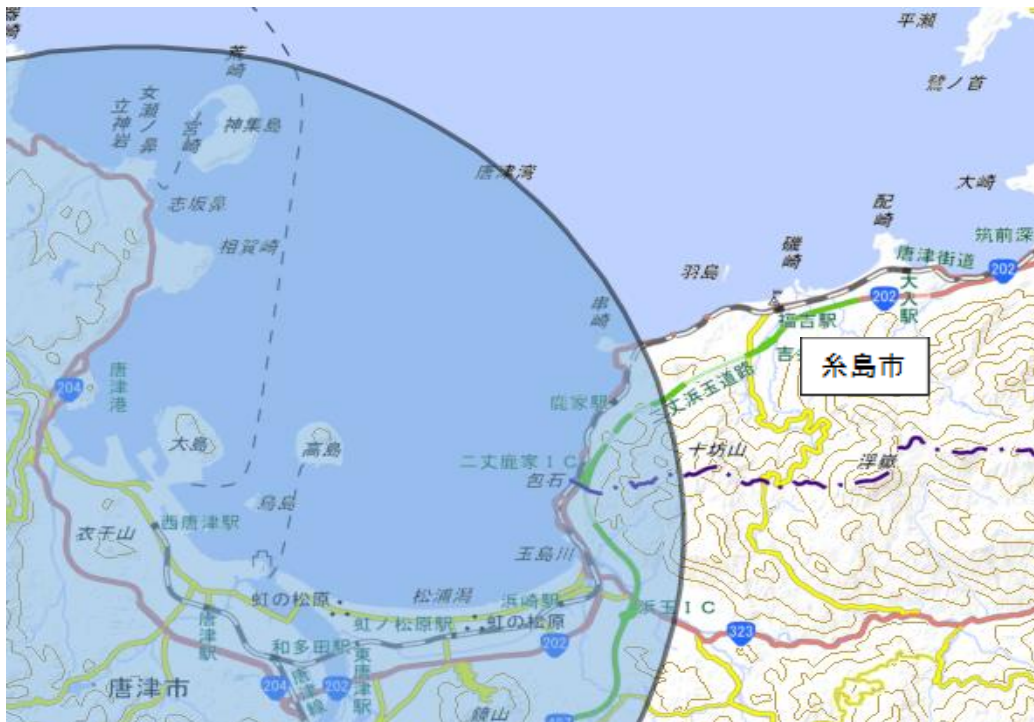 平瀬
鷺ノ首
荒崎
女瀬ノ鼻
立神岩
宮崎
神集島
唐津湾
大崎
志坂鼻
配崎
相賀崎
磯崎
筑前深
唐津街道
羽島
202
202
大入駅
串崎
福吉駅
糸島市
204
唐津港
鹿家駅
丈浜玉道路
大島
高島
十坊山
浮嶽
二丈鹿家IC
包石
烏島
西唐津駅
衣干山
玉島川
虹の松原
松浦潟
浜崎駅
浜玉IC
虹ノ松原駅
虹の松原
唐津駅
323
和多田駅
東唐津駅
202
唐津線
204
202
唐津市
鏡山